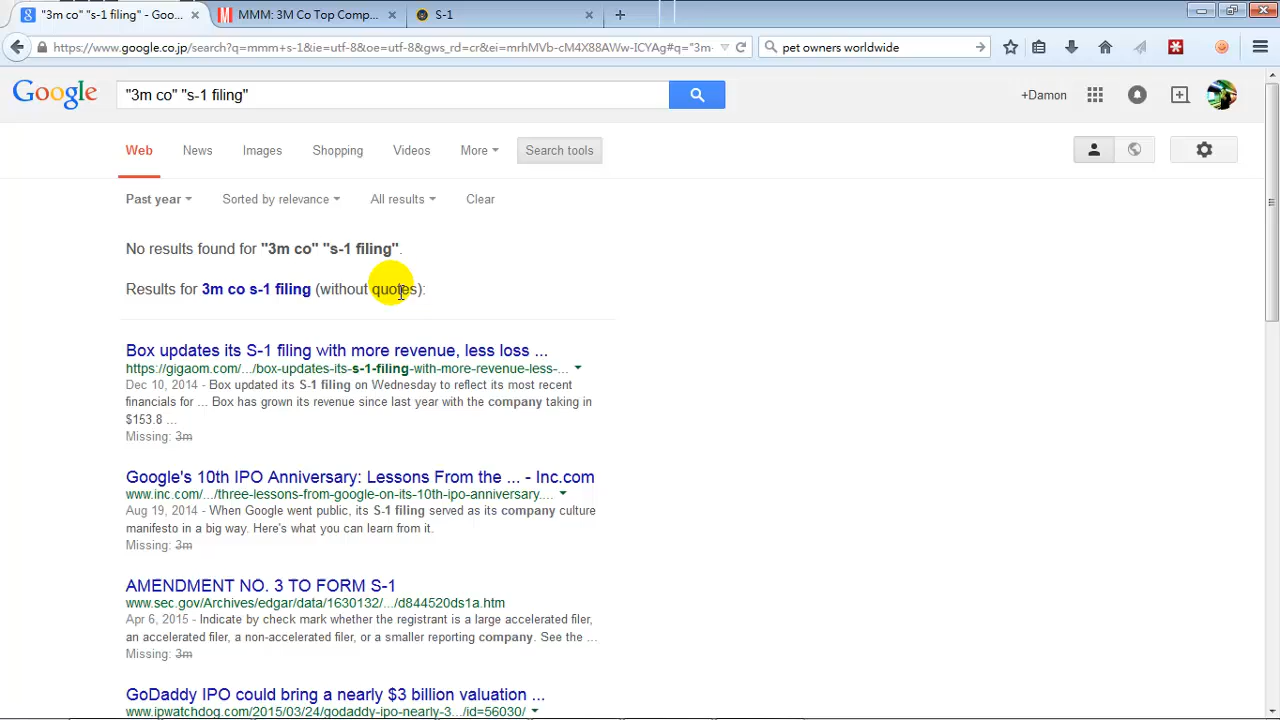 "3m co" "s-1 filing" - Goo... ×
MMM: 3M Co Top Comp... ×
S-1 ×
https://www.google.co.jp/search?q=mmm+s-1&ie=utf-8&oe=utf-8&gws_rd=cr&ei=mrhMVb-cM4X88AWw-ICYAg#q="3m-
pet owners worldwide
Google
"3m co" "s-1 filing"
+Damon
Web News Images Shopping Videos More Search tools
Past year Sorted by relevance All results Clear
No results found for "3m co" "s-1 filing".
Results for 3m co s-1 filing (without quotes):
Box updates its S-1 filing with more revenue, less loss ...
https://gigaom.com/.../box-updates-its-s-1-filing-with-more-revenue-less-...
Dec 10, 2014 - Box updated its S-1 filing on Wednesday to reflect its most recent
financials for ... Box has grown its revenue since last year with the company taking in
$153.8 ...
Missing: 3m
Google's 10th IPO Anniversary: Lessons From the ... - Inc.com
www.inc.com/.../three-lessons-from-google-on-its-10th-ipo-anniversary....
Aug 19, 2014 - When Google went public, its S-1 filing served as its company culture
manifesto in a big way. Here's what you can learn from it.
Missing: 3m
AMENDMENT NO. 3 TO FORM S-1
www.sec.gov/Archives/edgar/data/1630132/.../d844520ds1a.htm
Apr 6, 2015 - Indicate by check mark whether the registrant is a large accelerated filer,
an accelerated filer, a non-accelerated filer, or a smaller reporting company. See the ...
Missing: 3m
GoDaddy IPO could bring a nearly $3 billion valuation ...
www.ipwatchdog.com/2015/03/24/godaddy-ipo-nearly-3.../id=56030/